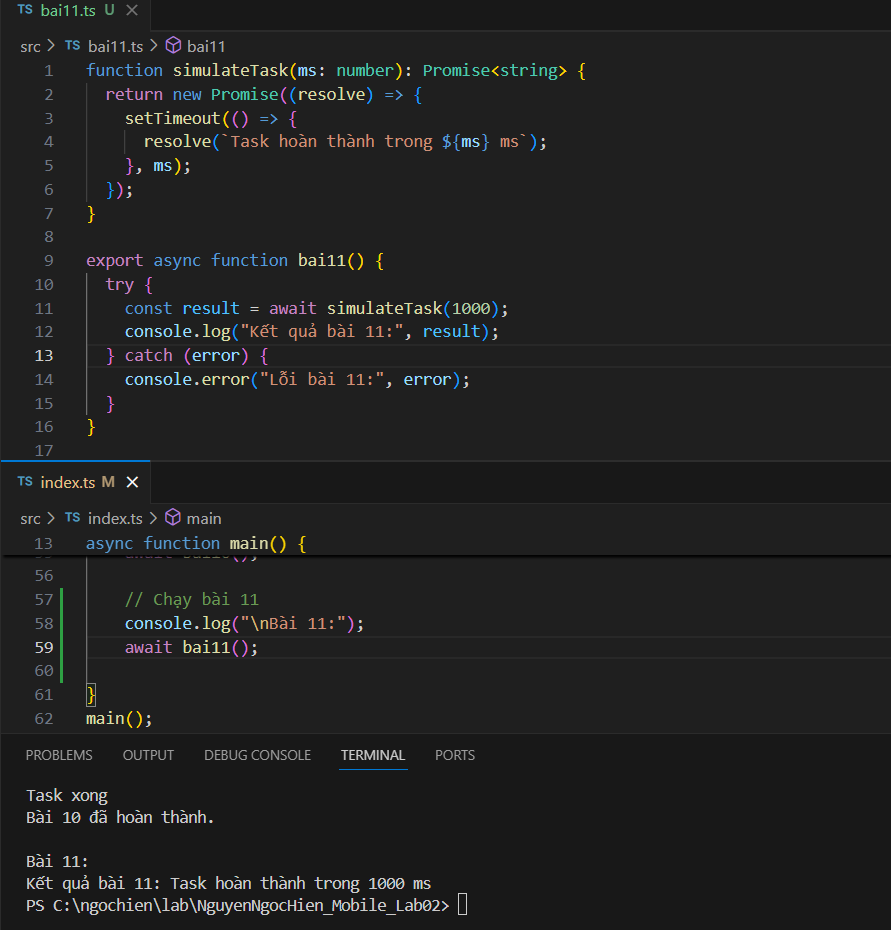 TS bai11.ts U
src > TS bai11.ts > bai11
1 function simulateTask(ms: number): Promise<string> {
2 return new Promise((resolve) => {
3 setTimeout(() => {
4 resolve(`Task hoàn thành trong ${ms} ms`);
5 }, ms);
6 });
7 }
8
9 export async function bai11() {
10 try {
11 const result = await simulateTask(1000);
12 console.log("Kết quả bài 11:", result);
13 } catch (error) {
14 console.error("Lỗi bài 11:", error);
15 }
16 }
17
TS index.ts M
src > TS index.ts > main
13 async function main() {
56
57 // Chạy bài 11
58 console.log("\nBài 11:");
59 await bai11();
60
61 }
62 main();
PROBLEMS OUTPUT DEBUG CONSOLE TERMINAL PORTS
Task xong
Bài 10 đã hoàn thành.
Bài 11:
Kết quả bài 11: Task hoàn thành trong 1000 ms
PS C:\ngochien\lab\NguyenNgocHien_Mobile_Lab02>